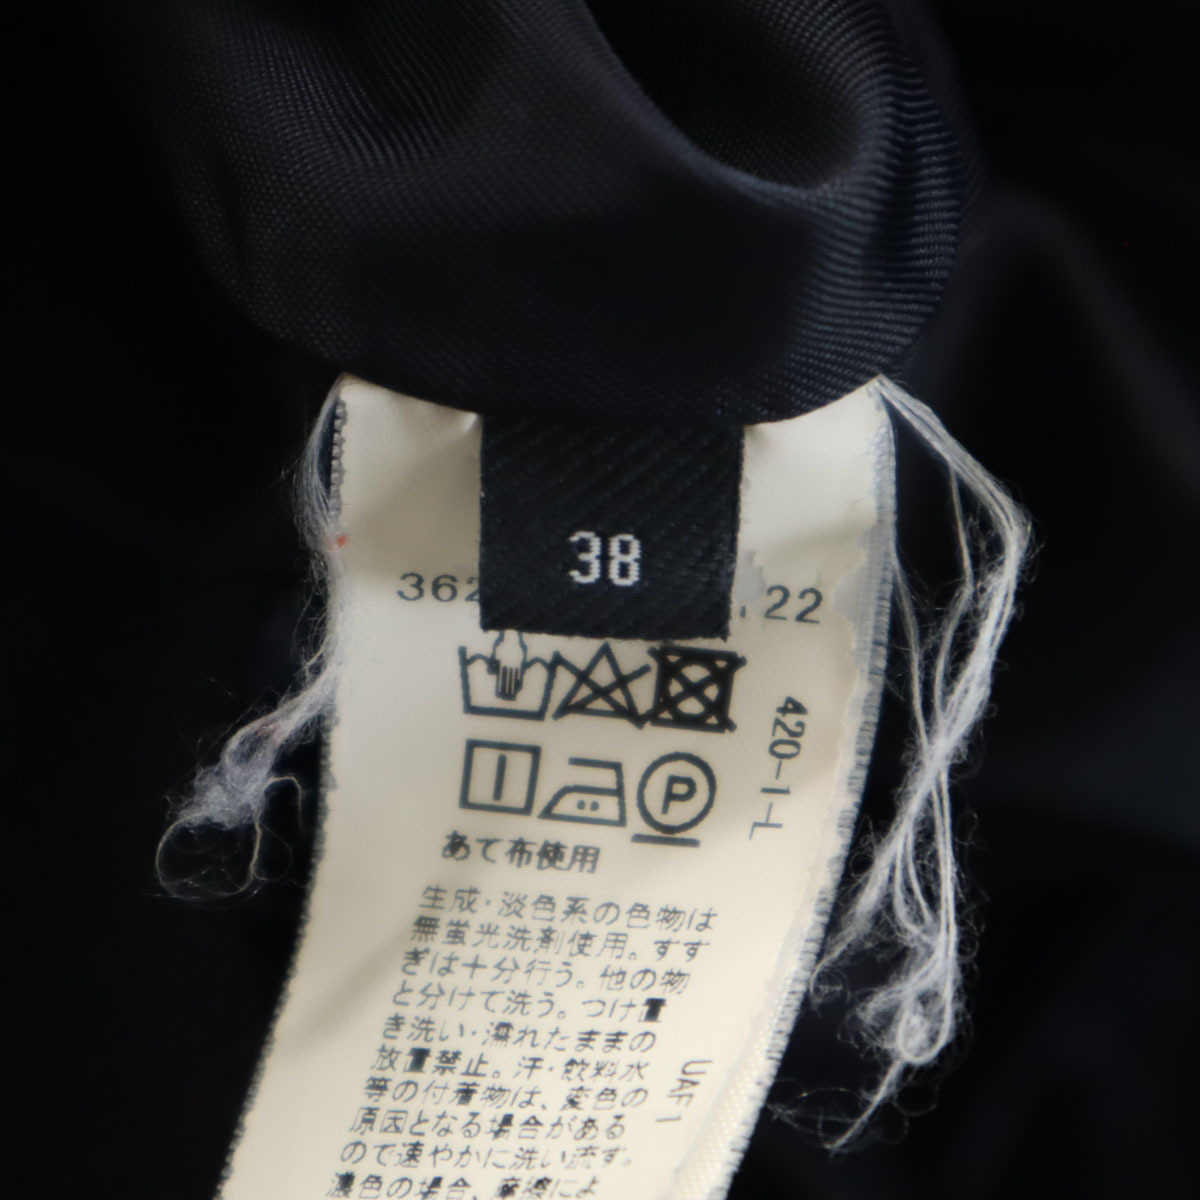 38
362
.22
P
420-1-L
あて布使用
生成・淡色系の色物は
無蛍光洗剤使用。すす
ぎは十分行う。他の物
と分けて洗う。つけ置
き洗い・濡れたままの
放置禁止。汗・飲料水
等の付着物は、変色の
原因となる場合がある
ので速やかに洗い流す。
濃色の場合、摩擦によ
UAF1